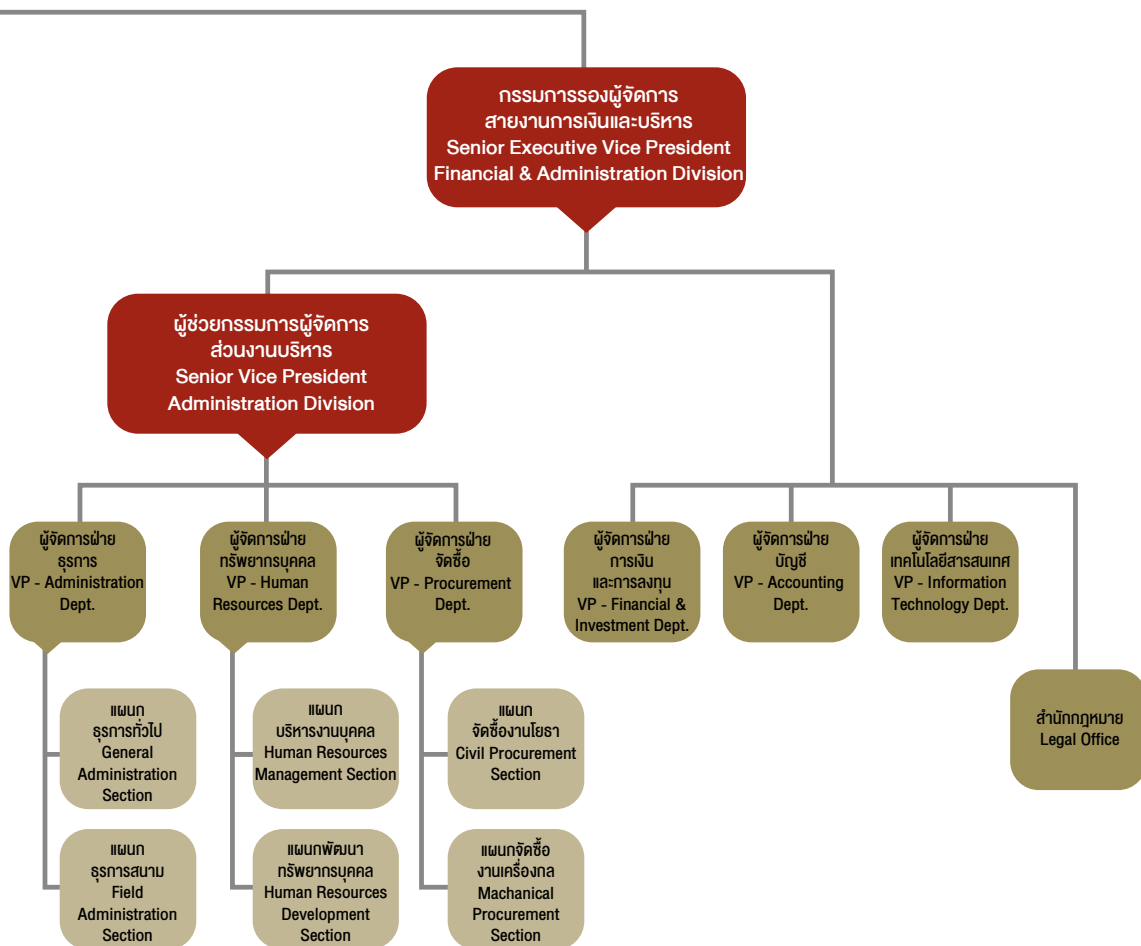 กรรมการรองผู้จัดการ
สายงานการเงินและบริหาร
Senior Executive Vice President
Financial & Administration Division
ผู้ช่วยกรรมการผู้จัดการ
ส่วนงานบริหาร
Senior Vice President
Administration Division
ผู้จัดการฝ่าย
ธุรการ
VP - Administration
Dept.
ผู้จัดการฝ่าย
ทรัพยากรบุคคล
VP - Human
Resources Dept.
ผู้จัดการฝ่าย
จัดซื้อ
VP - Procurement
Dept.
ผู้จัดการฝ่าย
การเงิน
และการลงทุน
VP - Financial &
Investment Dept.
ผู้จัดการฝ่าย
บัญชี
VP - Accounting
Dept.
ผู้จัดการฝ่าย
เทคโนโลยีสารสนเทศ
VP - Information
Technology Dept.
แผนก
ธุรการทั่วไป
General
Administration
Section
แผนก
บริหารงานบุคคล
Human Resources
Management Section
แผนก
จัดซื้องานโยธา
Civil Procurement
Section
สำนักกฎหมาย
Legal Office
แผนก
ธุรการสนาม
Field
Administration
Section
แผนกพัฒนา
ทรัพยากรบุคคล
Human Resources
Development
Section
แผนกจัดซื้อ
งานเครื่องกล
Machanical
Procurement
Section